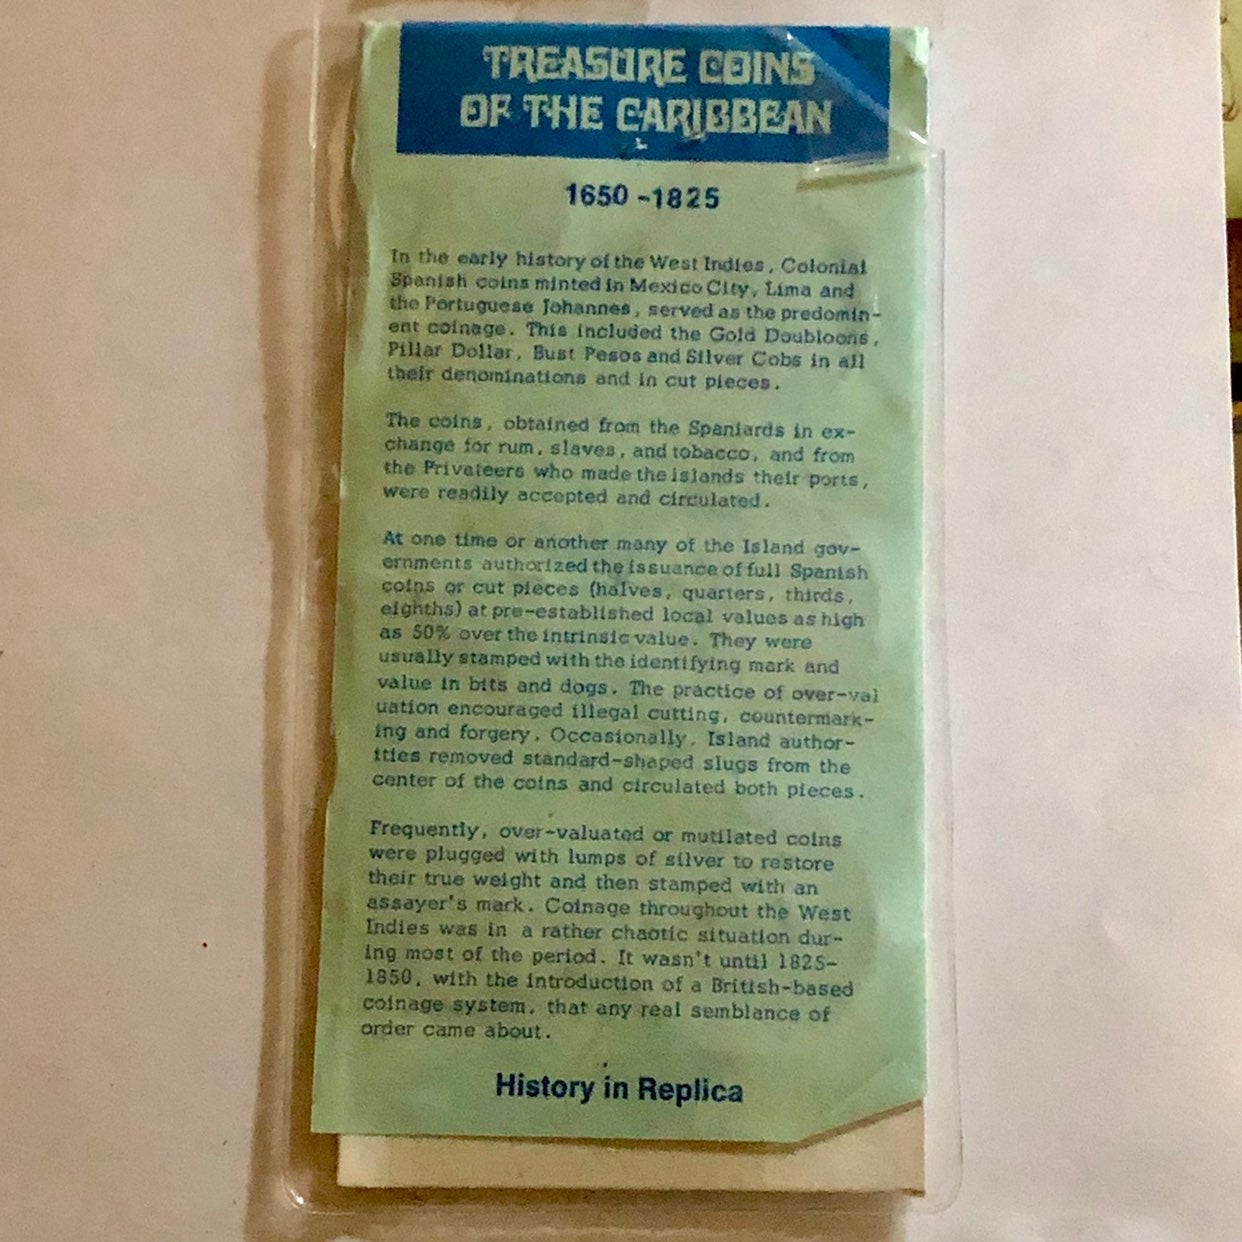 TREASURE COINS
OF THE CARIBBEAN
1650-1825
In the early history of the West Indies, Colonial
Spanish coins minted in Mexico City, Lima and
the Portuguese Johannes, served as the predomin-
ent coinage. This included the Gold Doubloons,
Pillar Dollar, Bust Pesos and Silver Cobs in all
their denominations and in cut pieces.
The coins, obtained from the Spaniards in ex-
change for rum, slaves, and tobacco, and from
the Privateers who made the islands their ports,
were readily accepted and circulated.
At one time or another many of the Island gov-
ernments authorized the issuance of full Spanish
coins or cut pieces (halves, quarters, thirds,
eighths) at pre-established local values as high
as 50% over the intrinsic value. They were
usually stamped with the identifying mark and
value in bits and dogs. The practice of over-val
uation encouraged illegal cutting, countermark-
ing and forgery. Occasionally, Island author-
ities removed standard-shaped slugs from the
center of the coins and circulated both pieces.
Frequently, over-valuated or mutilated coins
were plugged with lumps of silver to restore
their true weight and then stamped with an
assayer's mark. Coinage throughout the West
Indies was in a rather chaotic situation dur-
ing most of the period. It wasn't until 1825-
1850, with the introduction of a British-based
coinage system, that any real semblance of
order came about.
History in Replica